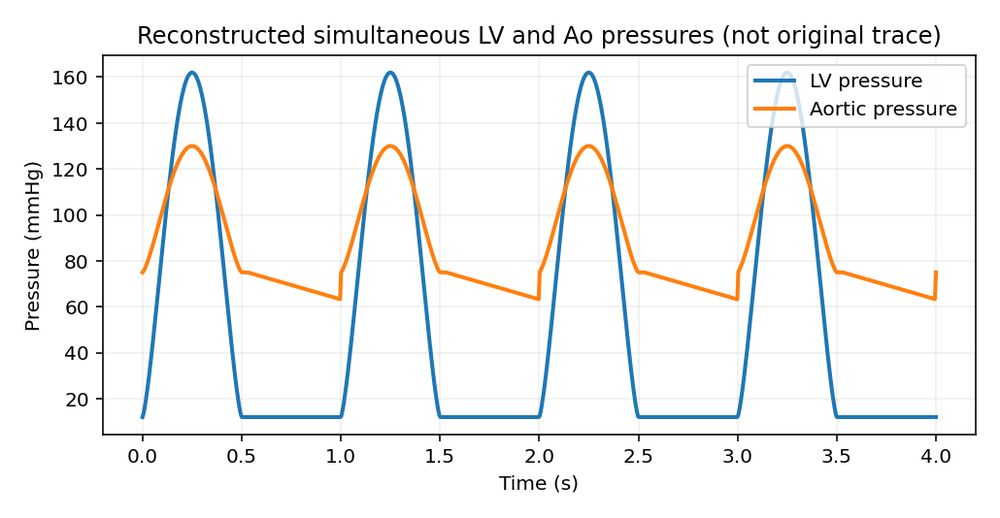 Reconstructed simultaneous LV and Ao pressures (not original trace)
LV pressure
Aortic pressure
Pressure (mmHg)
160
140
120
100
80
60
40
20
0.0 0.5 1.0 1.5 2.0 2.5 3.0 3.5 4.0
Time (s)